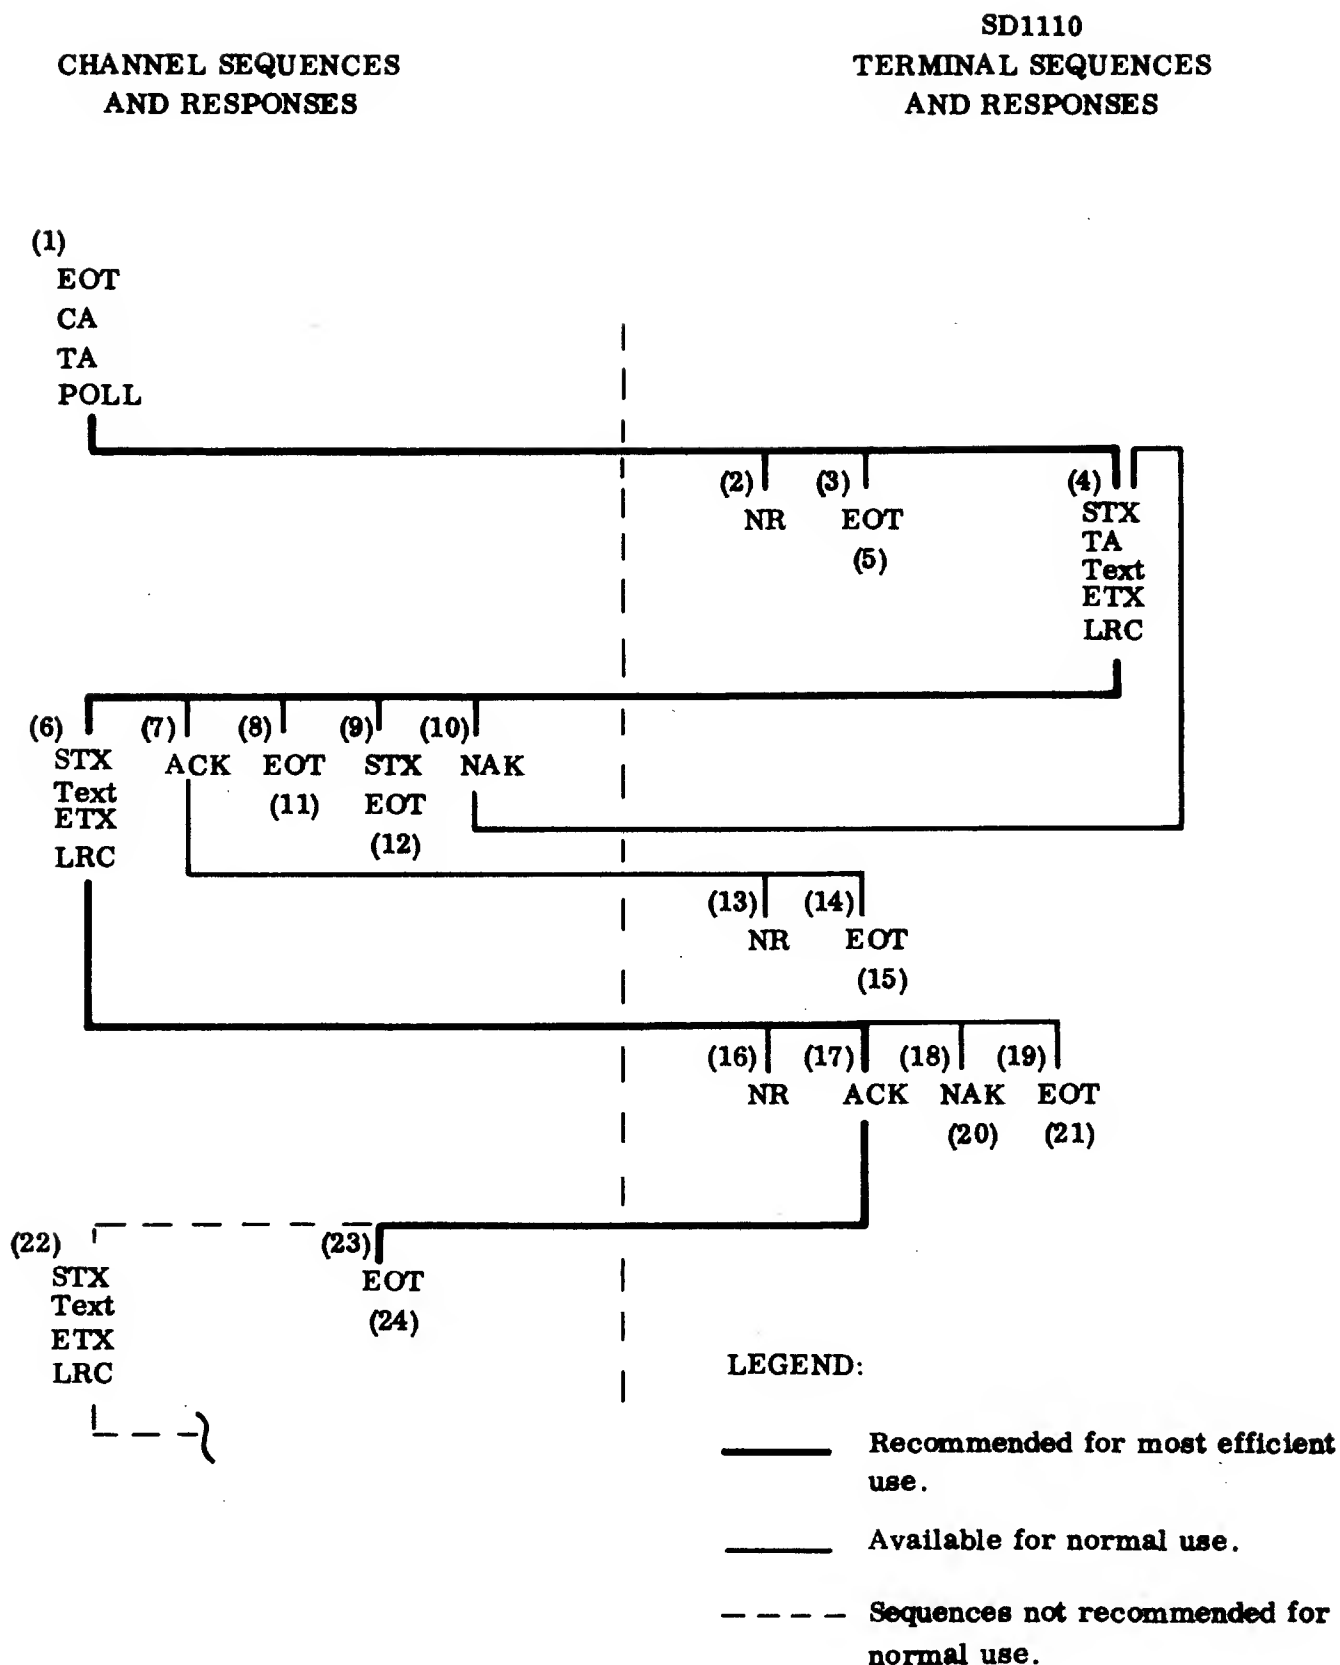 SD1110
CHANNEL SEQUENCES
AND RESPONSES
TERMINAL SEQUENCES
AND RESPONSES
(1)
EOT
CA
TA
POLL
(2)
NR
(3)
EOT
(5)
(4)
STX
TA
Text
ETX
LRC
(6)
STX
Text
ETX
LRC
(7)
ACK
(8)
EOT
(11)
(9)
STX
EOT
(12)
(10)
NAK
(13)
NR
(14)
EOT
(15)
(16)
NR
(17)
ACK
(18)
NAK
(20)
(19)
EOT
(21)
(22)
STX
Text
ETX
LRC
(23)
EOT
(24)
LEGEND:
Recommended for most efficient
use.
Available for normal use.
Sequences not recommended for
normal use.